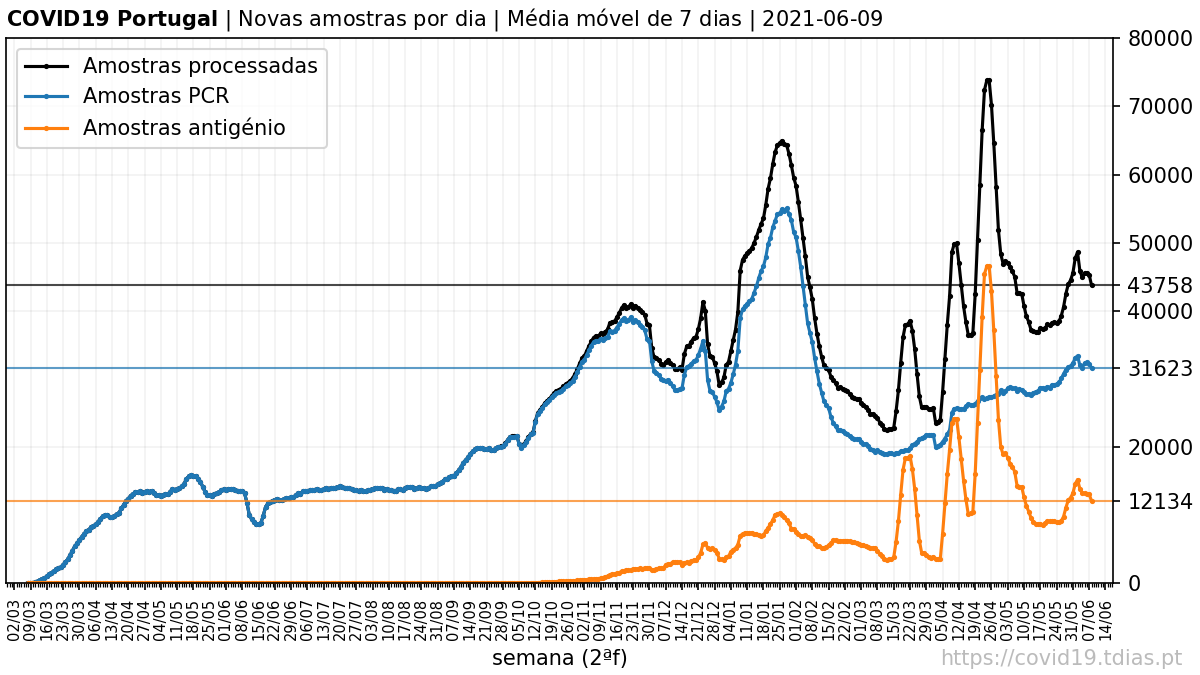 COVID19 Portugal | Novas amostras por dia | Média móvel de 7 dias | 2021-06-09
Amostras processadas
Amostras PCR
Amostras antigénio
80000
70000
60000
50000
43758
40000
31623
20000
12134
0
02/03 09/03 16/03 23/03 30/03 06/04 13/04 20/04 27/04 04/05 11/05 18/05 25/05 01/06 08/06 15/06 22/06 29/06 06/07 13/07 20/07 27/07 03/08 10/08 17/08 24/08 31/08 07/09 14/09 21/09 28/09 05/10 12/10 19/10 26/10 02/11 09/11 16/11 23/11 30/11 07/12 14/12 21/12 28/12 04/01 11/01 18/01 25/01 01/02 08/02 15/02 22/02 01/03 08/03 15/03 22/03 29/03 05/04 12/04 19/04 26/04 03/05 10/05 17/05 24/05 31/05 07/06 14/06
semana (2ªf)
https://covid19.tdias.pt